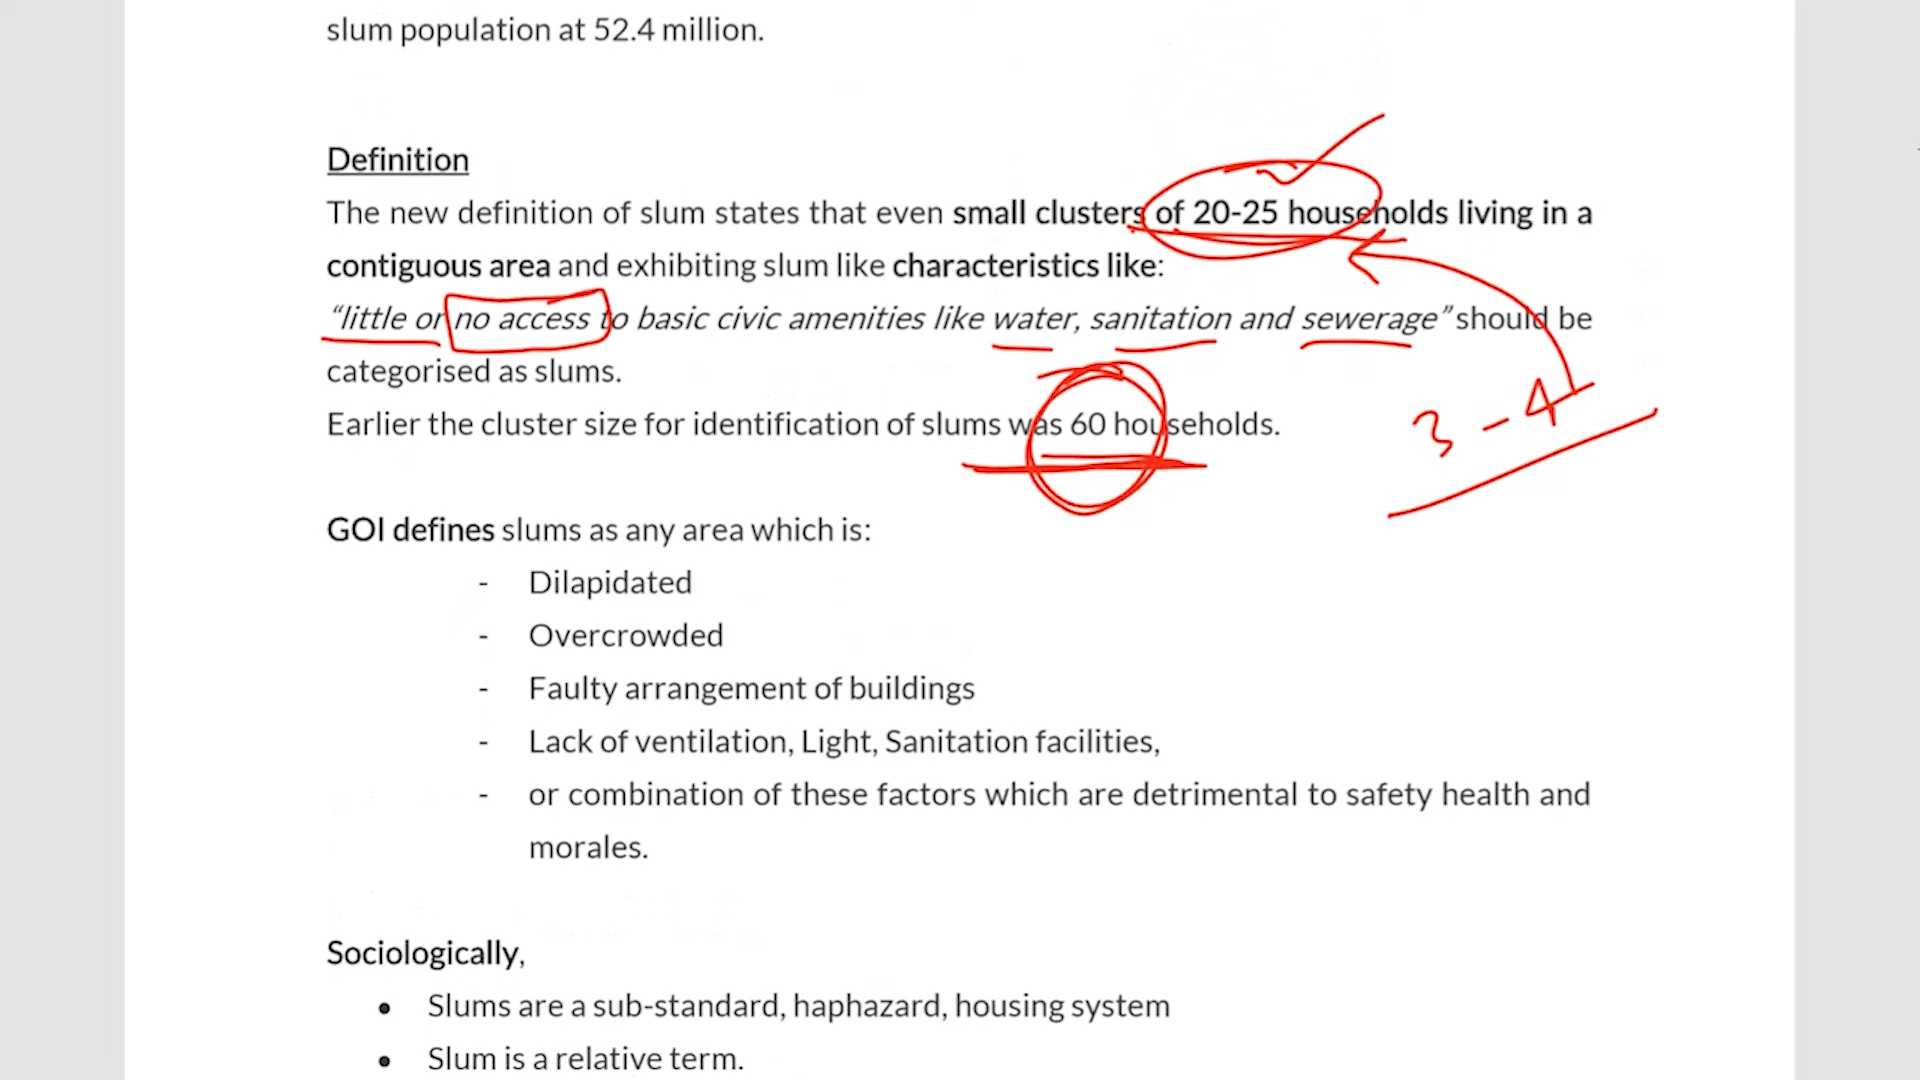 slum population at 52.4 million.
Definition
The new definition of slum states that even small clusters of 20-25 households living in a
contiguous area and exhibiting slum like characteristics like:
“little or no access to basic civic amenities like water, sanitation and sewerage” should be
categorised as slums.
3-4
Earlier the cluster size for identification of slums was 60 households.
GOI defines slums as any area which is:
- Dilapidated
- Overcrowded
- Faulty arrangement of buildings
- Lack of ventilation, Light, Sanitation facilities,
- or combination of these factors which are detrimental to safety health and
morales.
Sociologically,
• Slums are a sub-standard, haphazard, housing system
• Slum is a relative term.